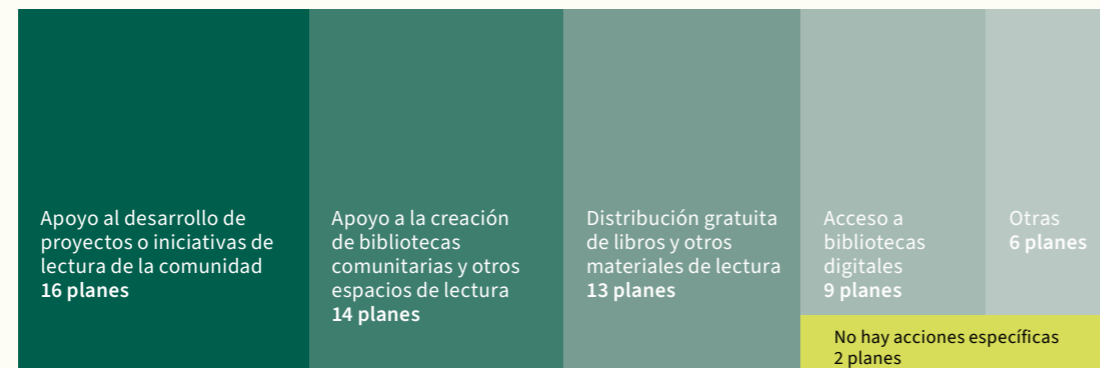 Apoyo al desarrollo de
proyectos o iniciativas de
lectura de la comunidad
16 planes
Apoyo a la creación
de bibliotecas
comunitarias y otros
espacios de lectura
14 planes
Distribución gratuita
de libros y otros
materiales de lectura
13 planes
Acceso a
bibliotecas
digitales
9 planes
Otras
6 planes
No hay acciones específicas
2 planes